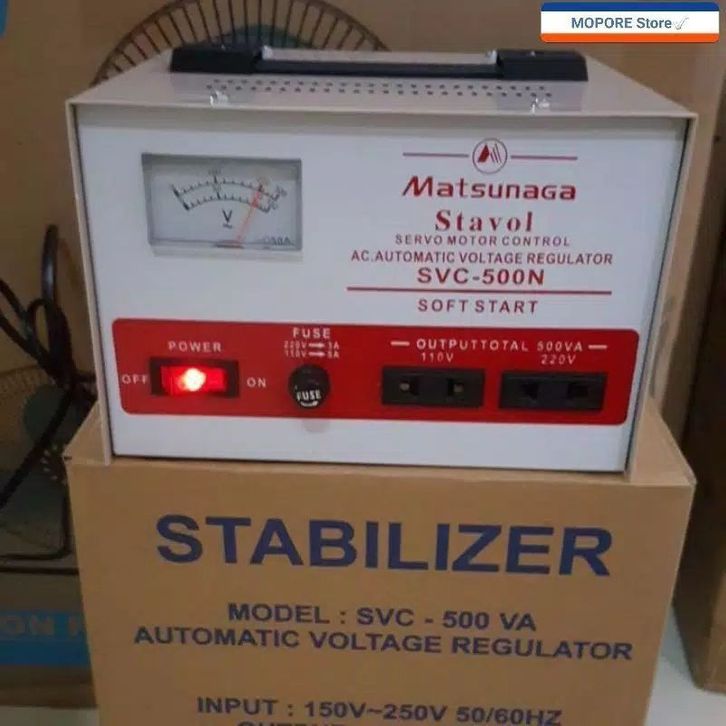 MOPORE Store
Matsunaga
Stavol
SERVO MOTOR CONTROL
AC.AUTOMATIC VOLTAGE REGULATOR
SVC-500N
SOFT START
V
POWER
OFF
ON
FUSE
220V 3A
110V 5A
FUSE
OUTPUTTOTAL 500VA
110V 220V
STABILIZER
MODEL : SVC - 500 VA
AUTOMATIC VOLTAGE REGULATOR
INPUT : 150V~250V 50/60HZ